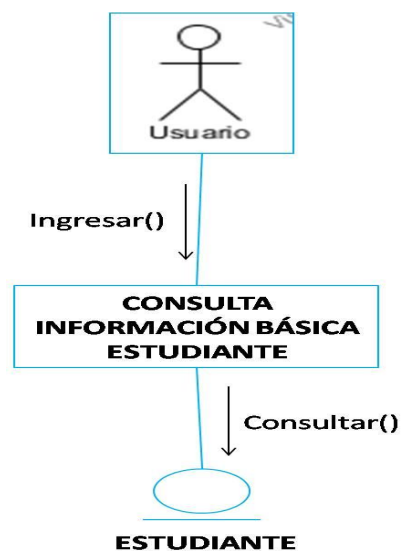 Usuario
Ingresar()
CONSULTA
INFORMACIÓN BÁSICA
ESTUDIANTE
Consultar()
ESTUDIANTE